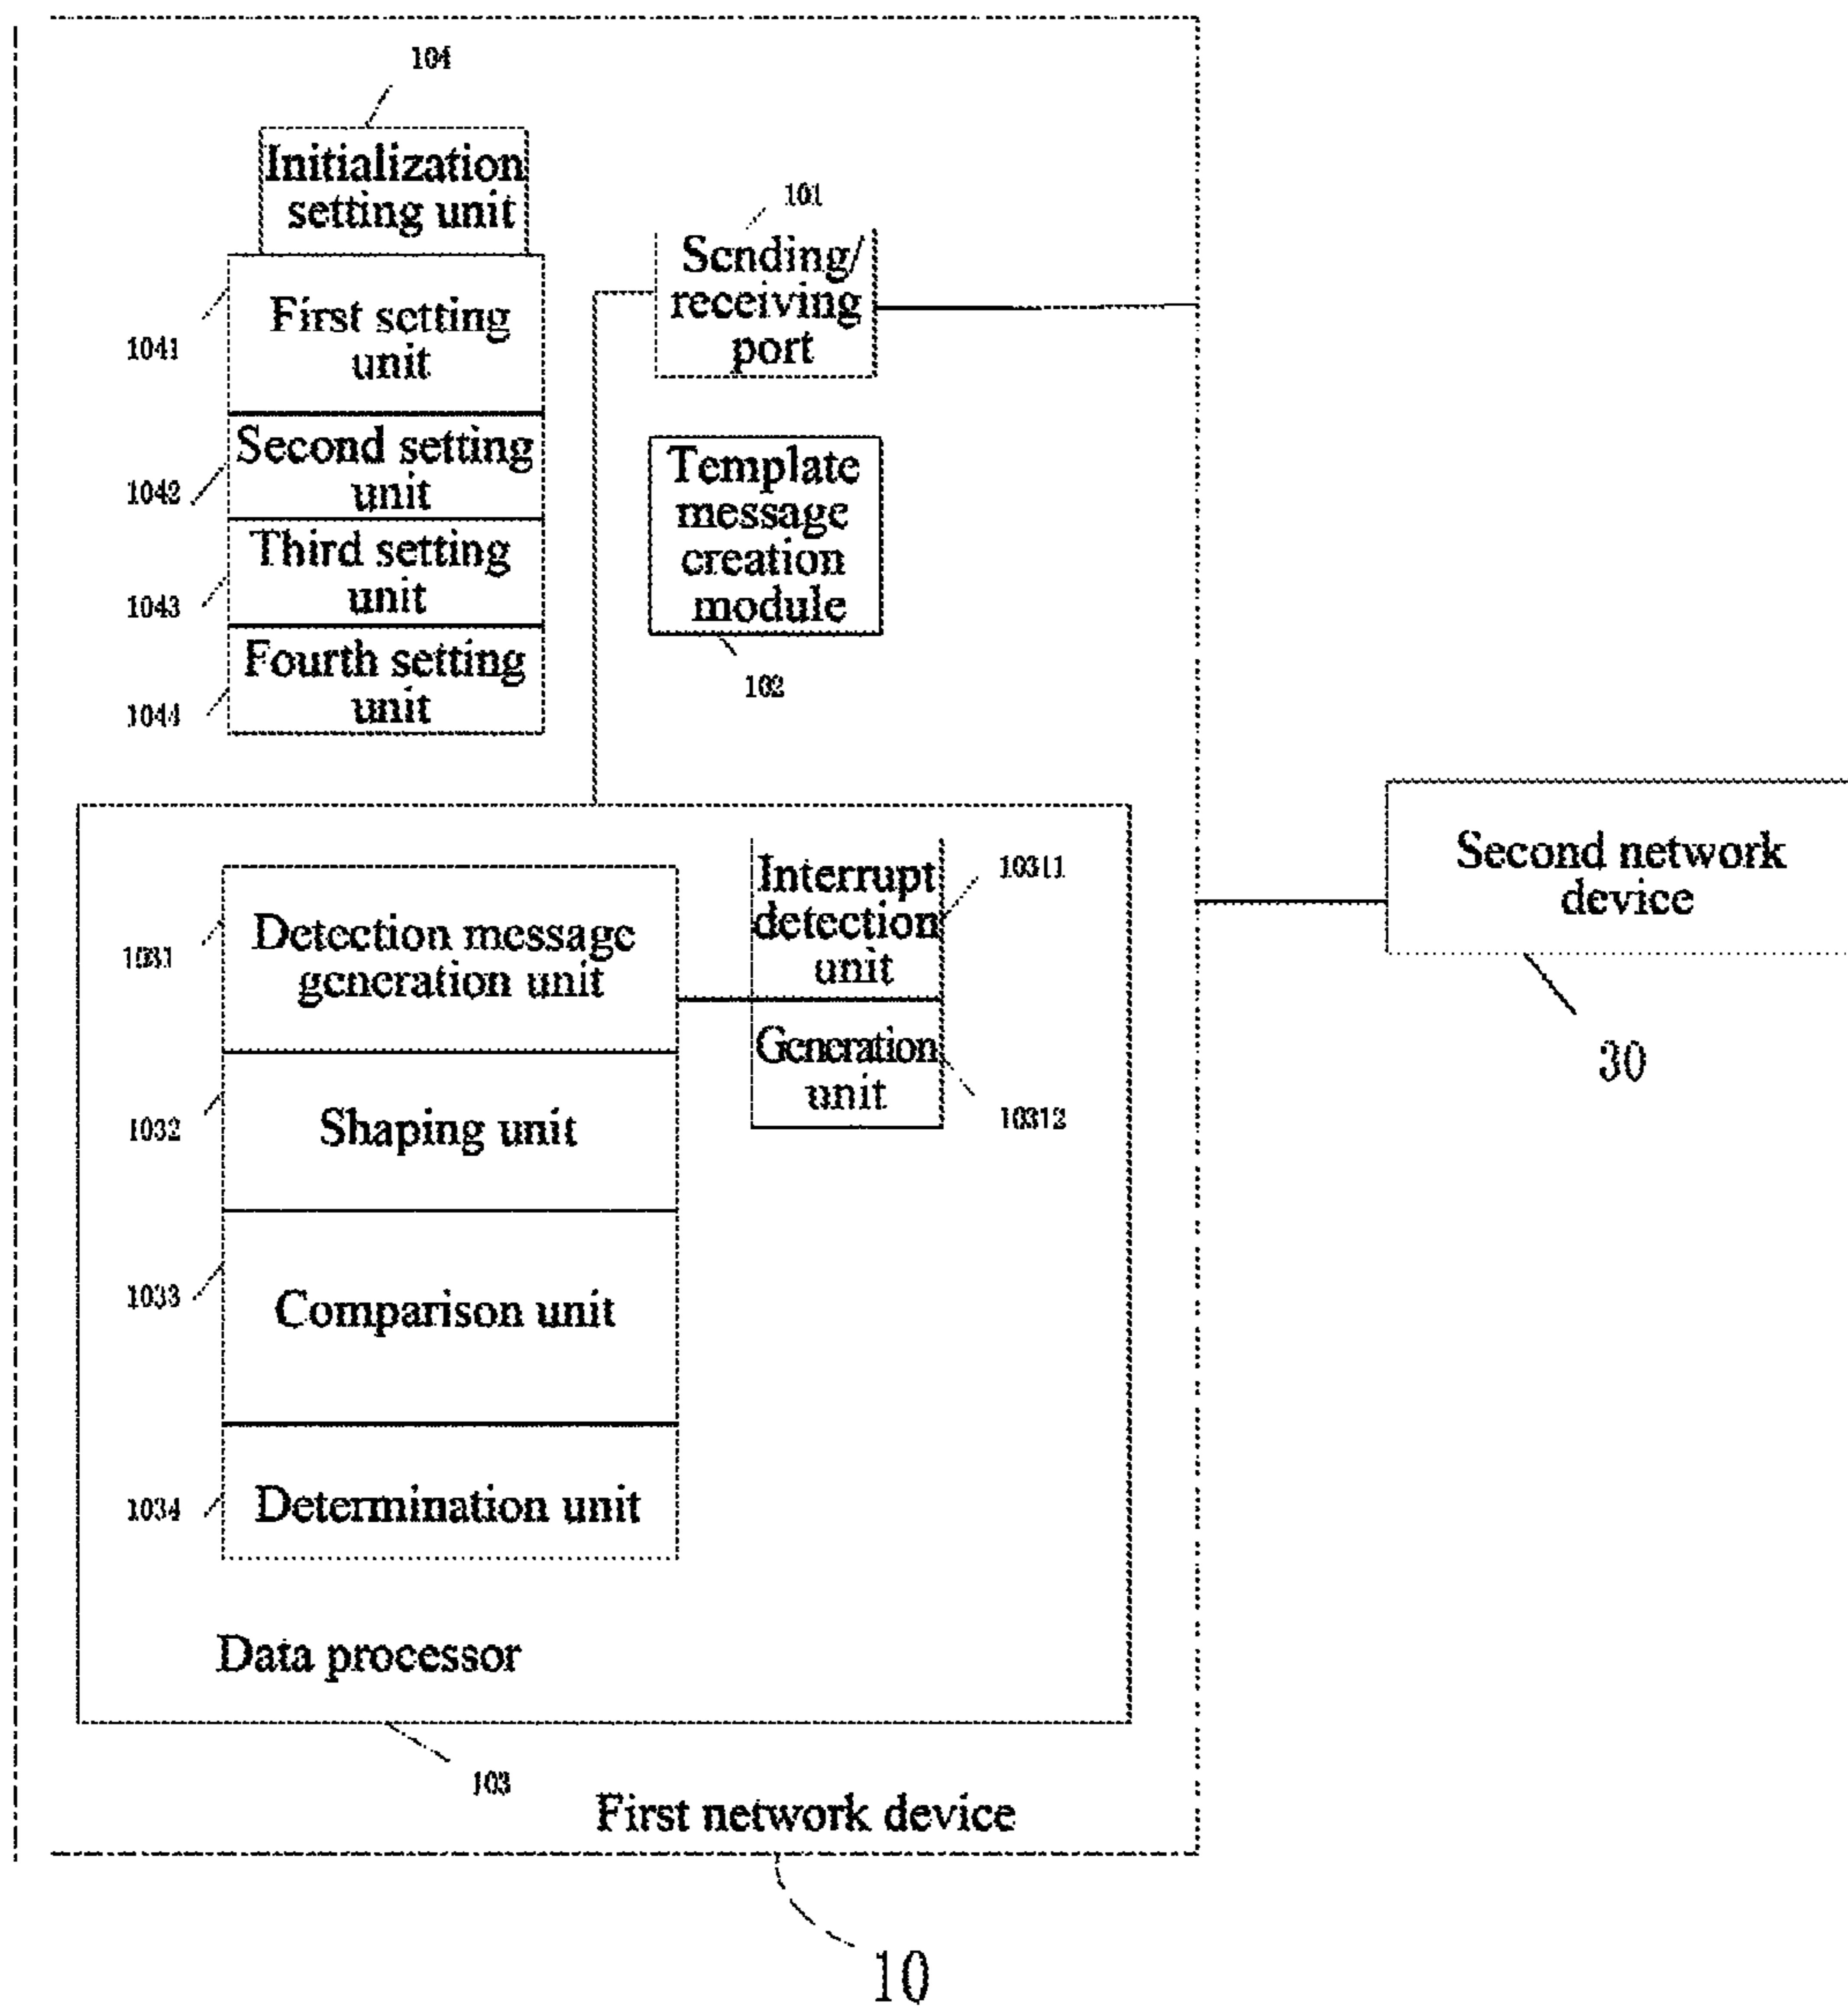 104
Initialization
setting unit
101
Sending/
receiving
port
1041
First setting
unit
1042
Second setting
unit
1043
Third setting
unit
1044
Fourth setting
unit
Template
message
creation
module
102
1031
Detection message
generation unit
Interrupt
detection
unit
10311
Generation
unit
10312
1032
Shaping unit
1033
Comparison unit
1034
Determination unit
Data processor
103
First network device
10
Second network
device
30